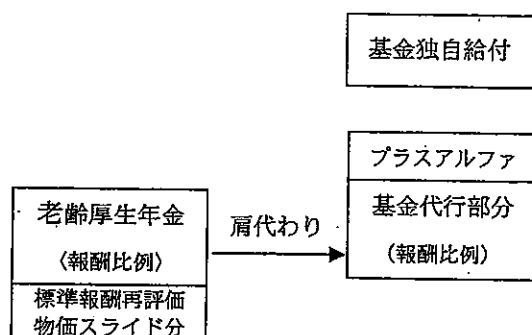 基金独自給付
プラスアルファ
基金代行部分
(報酬比例)
老齢厚生年金
〈報酬比例〉
肩代わり
標準報酬再評価
物価スライド分